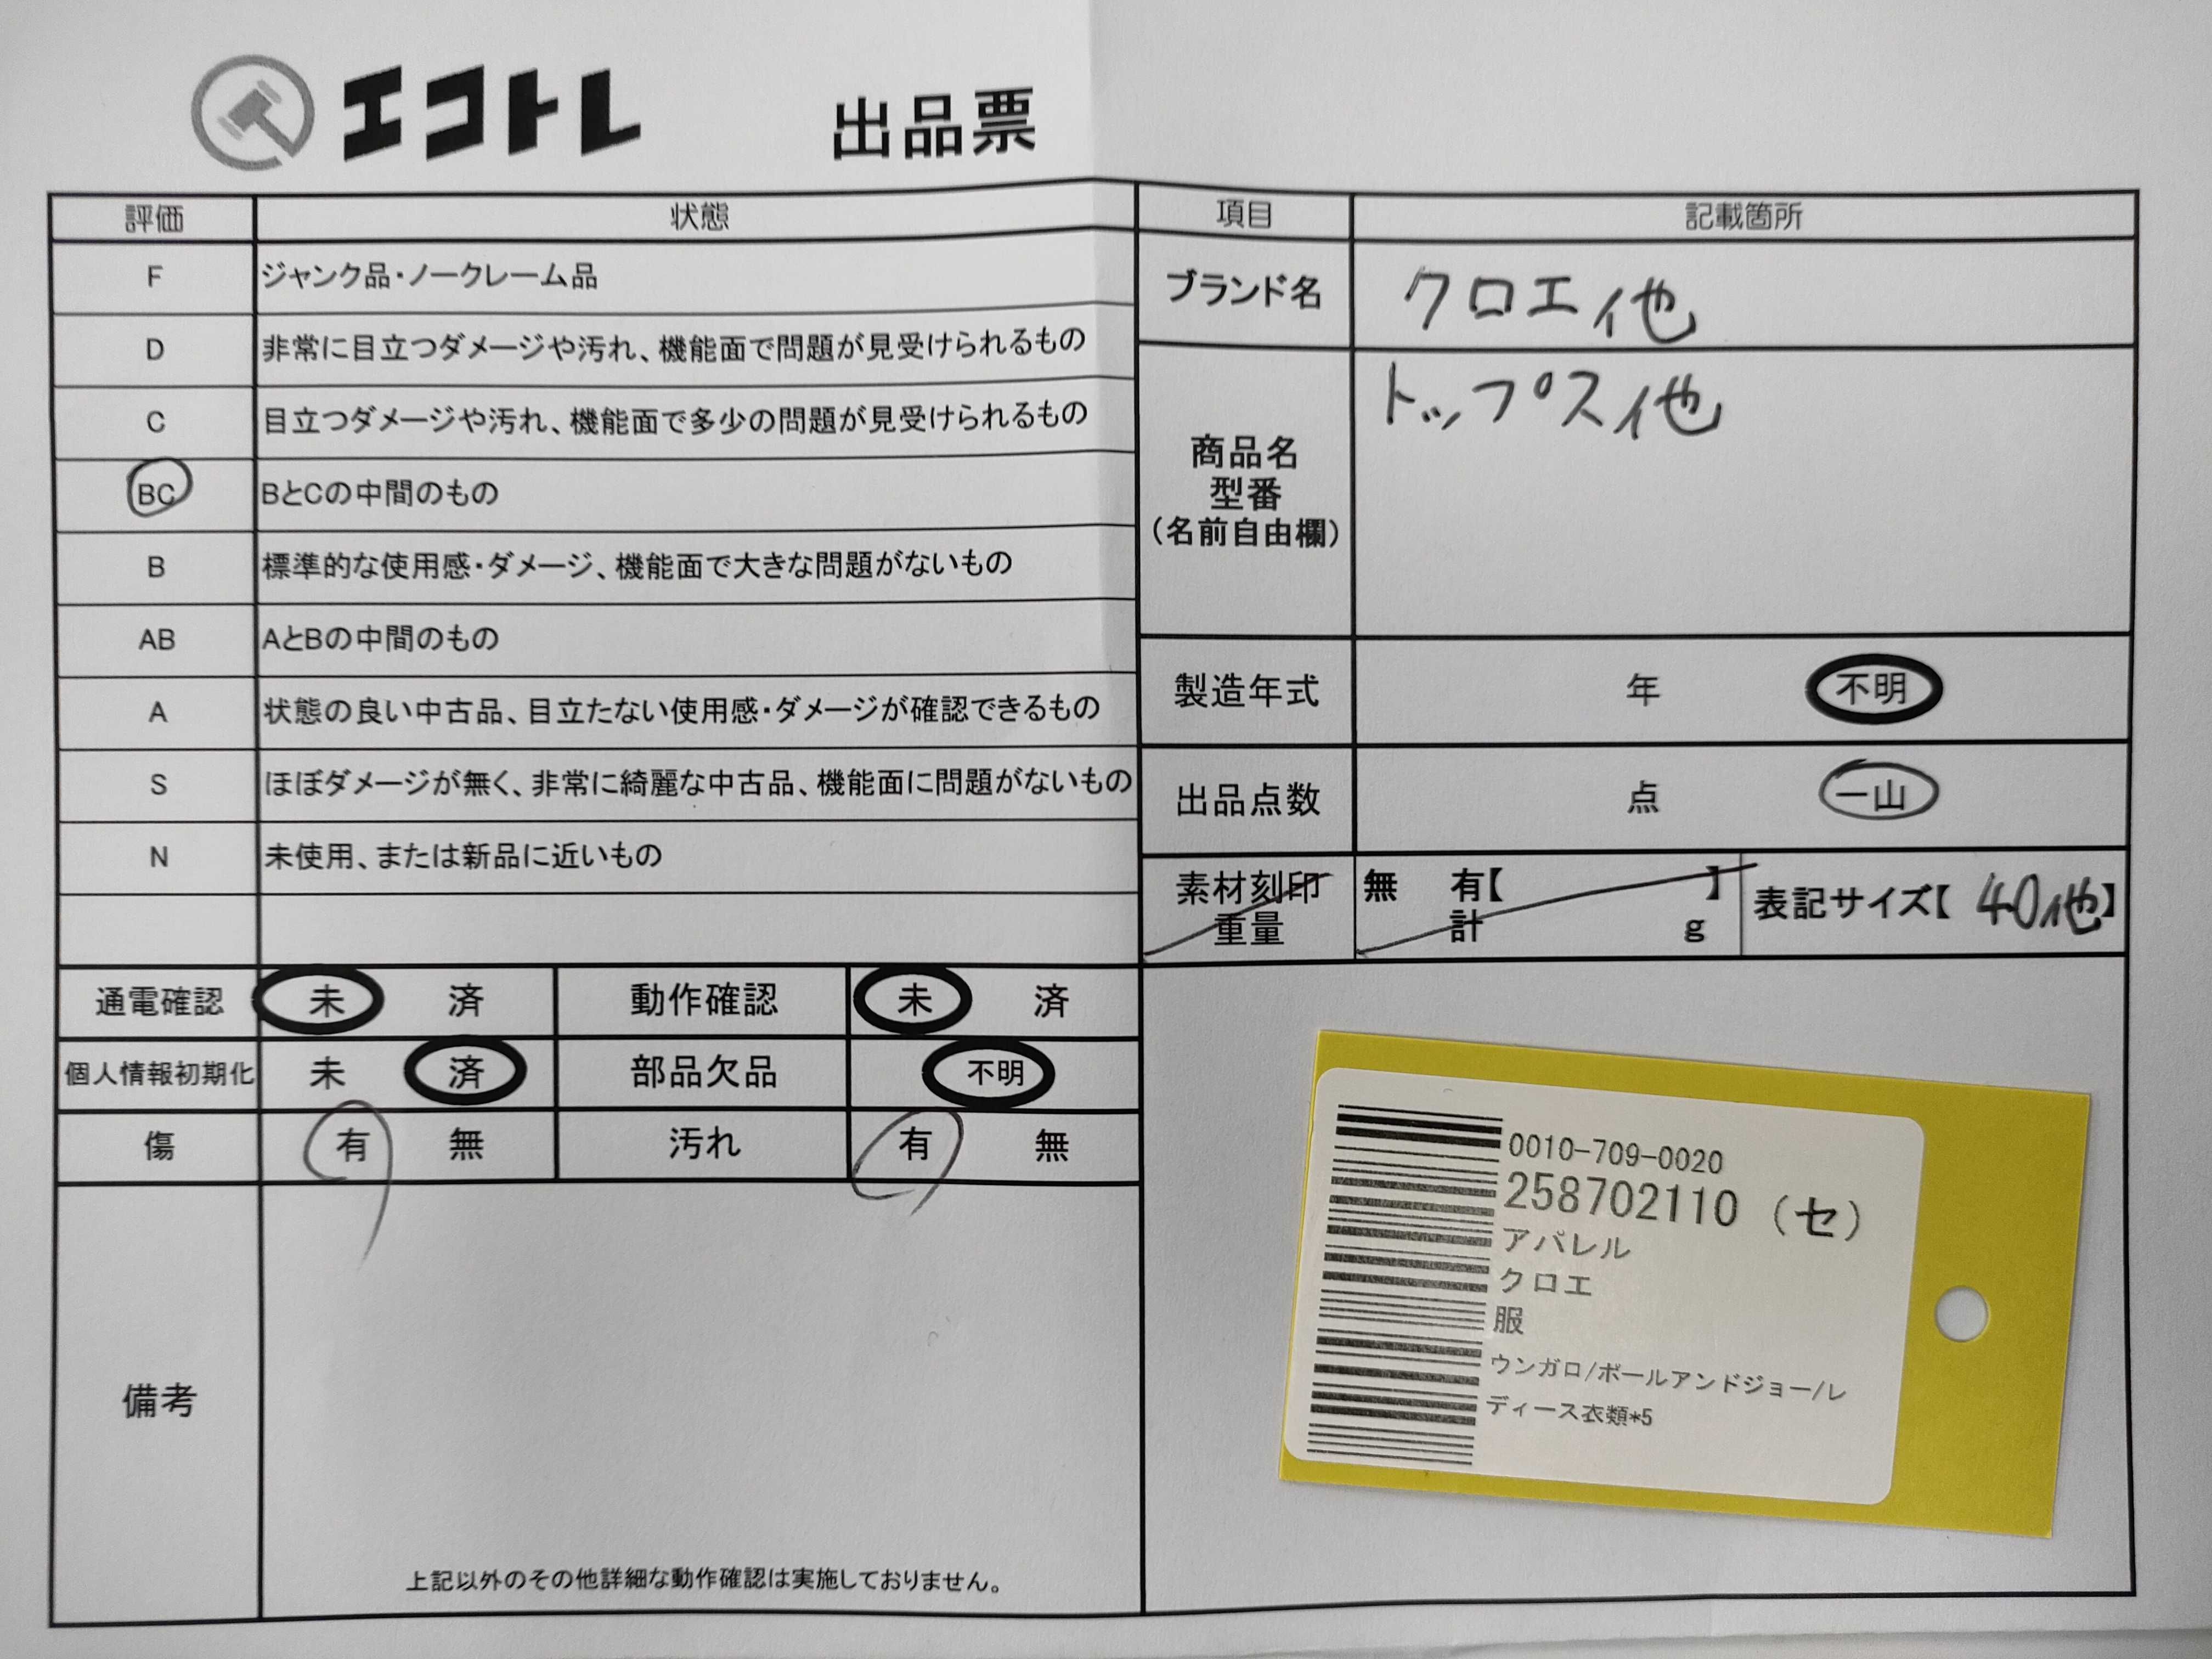 エコトレ 出品票
評価 状態
F ジャンク品・ノークレーム品
D 非常に目立つダメージや汚れ、機能面で問題が見受けられるもの
C 目立つダメージや汚れ、機能面で多少の問題が見受けられるもの
BC BとCの中間のもの
B 標準的な使用感・ダメージ、機能面で大きな問題がないもの
AB AとBの中間のもの
A 状態の良い中古品、目立たない使用感・ダメージが確認できるもの
S ほぼダメージが無く、非常に綺麗な中古品、機能面に問題がないもの
N 未使用、または新品に近いもの
通電確認 未 済 動作確認 未 済
個人情報初期化 未 済 部品欠品 不明
傷 有 無 汚れ 有 無
備考
上記以外のその他詳細な動作確認は実施しておりません。
項目 記載箇所
ブランド名 クロエ他
商品名
型番
(名前自由欄)
トップス他
製造年式 年 不明
出品点数 点 一山
素材刻印 無 有【 】
重量 計 g
表記サイズ【 40他】
0010-709-0020
258702110 (セ)
アパレル
クロエ
服
ウンガロ/ポールアンドジョー/レ
ディース衣類*5